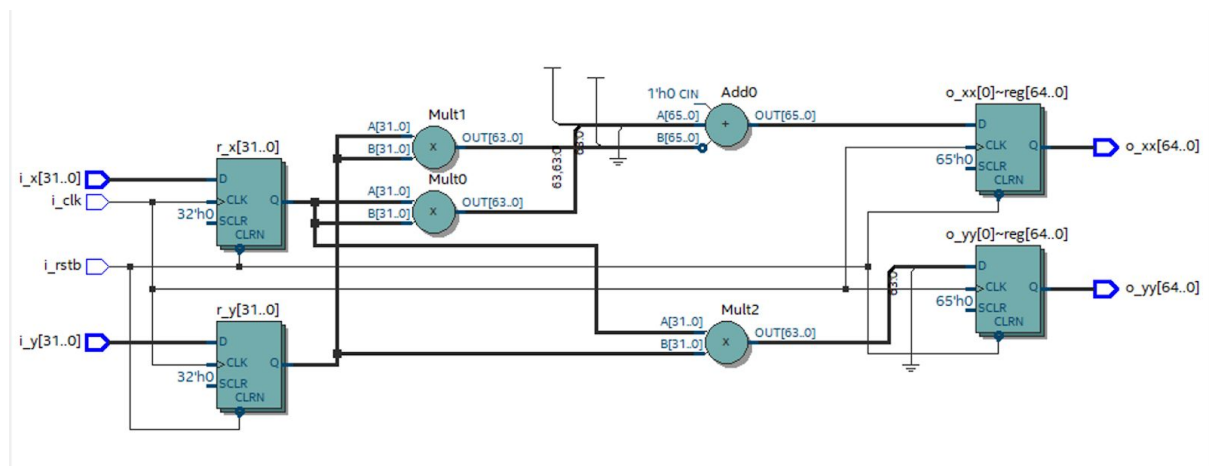 i_x[31..0]
i_clk
i_rstb
i_y[31..0]
r_x[31..0]
D
CLK
Q
32'h0
SCLR
CLRN
r_y[31..0]
D
CLK
Q
32'h0
SCLR
CLRN
Mult1
A[31..0]
B[31..0]
x
OUT[63..0]
Mult0
A[31..0]
B[31..0]
x
OUT[63..0]
63,63..0
63..0
Add0
1'h0 CIN
A[65..0]
B[65..0]
+
OUT[65..0]
Mult2
A[31..0]
B[31..0]
x
OUT[63..0]
63..0
o_xx[0]~reg[64..0]
D
CLK
Q
65'h0
SCLR
CLRN
o_xx[64..0]
o_yy[0]~reg[64..0]
D
CLK
Q
65'h0
SCLR
CLRN
o_yy[64..0]